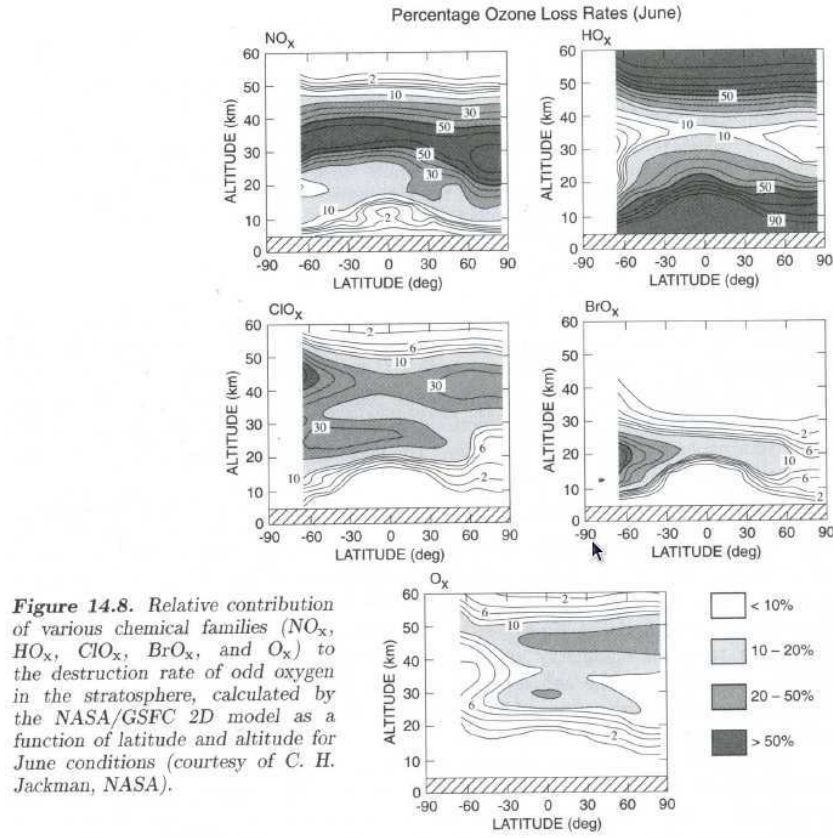 Percentage Ozone Loss Rates (June)
NOx
60
50
40
30
20
10
0
ALTITUDE (km)
2
10
30
50
50
30
10
2
-90 -60 -30 0 30 60 90
LATITUDE (deg)
HOx
60
50
40
30
20
10
0
ALTITUDE (km)
50
10
10
50
90
-90 -60 -30 0 30 60 90
LATITUDE (deg)
ClOx
60
50
40
30
20
10
0
ALTITUDE (km)
2
6
10
30
30
6
10
2
-90 -60 -30 0 30 60 90
LATITUDE (deg)
BrOx
60
50
40
30
20
10
0
ALTITUDE (km)
2
6
10
6
2
-90 -60 -30 0 30 60 90
LATITUDE (deg)
Figure 14.8. Relative contribution
of various chemical families (NOx,
HOx, ClOx, BrOx, and Ox) to
the destruction rate of odd oxygen
in the stratosphere, calculated by
the NASA/GSFC 2D model as a
function of latitude and altitude for
June conditions (courtesy of C. H.
Jackman, NASA).
Ox
60
50
40
30
20
10
0
ALTITUDE (km)
2
6
10
6
2
-90 -60 -30 0 30 60 90
LATITUDE (deg)
< 10%
10 – 20%
20 – 50%
> 50%